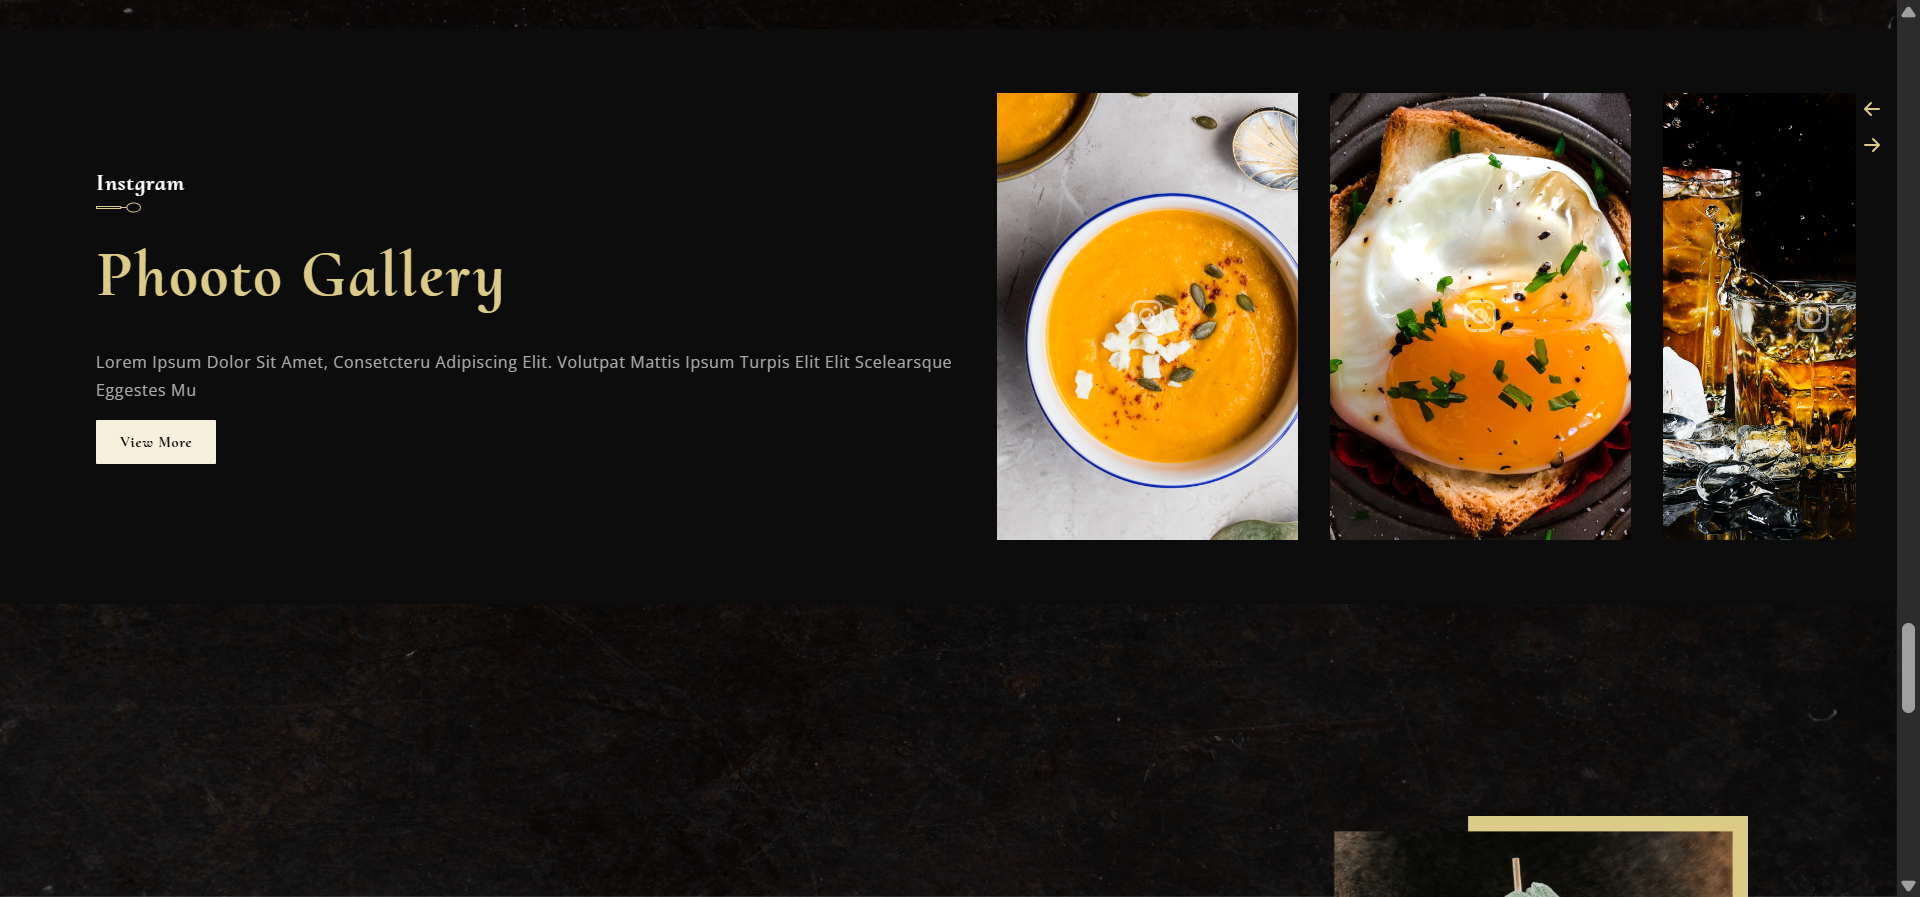 Instgram
Phooto Gallery
Lorem Ipsum Dolor Sit Amet, Consetcteru Adipiscing Elit. Volutpat Mattis Ipsum Turpis Elit Elit Scelearsque
Eggestes Mu
View More